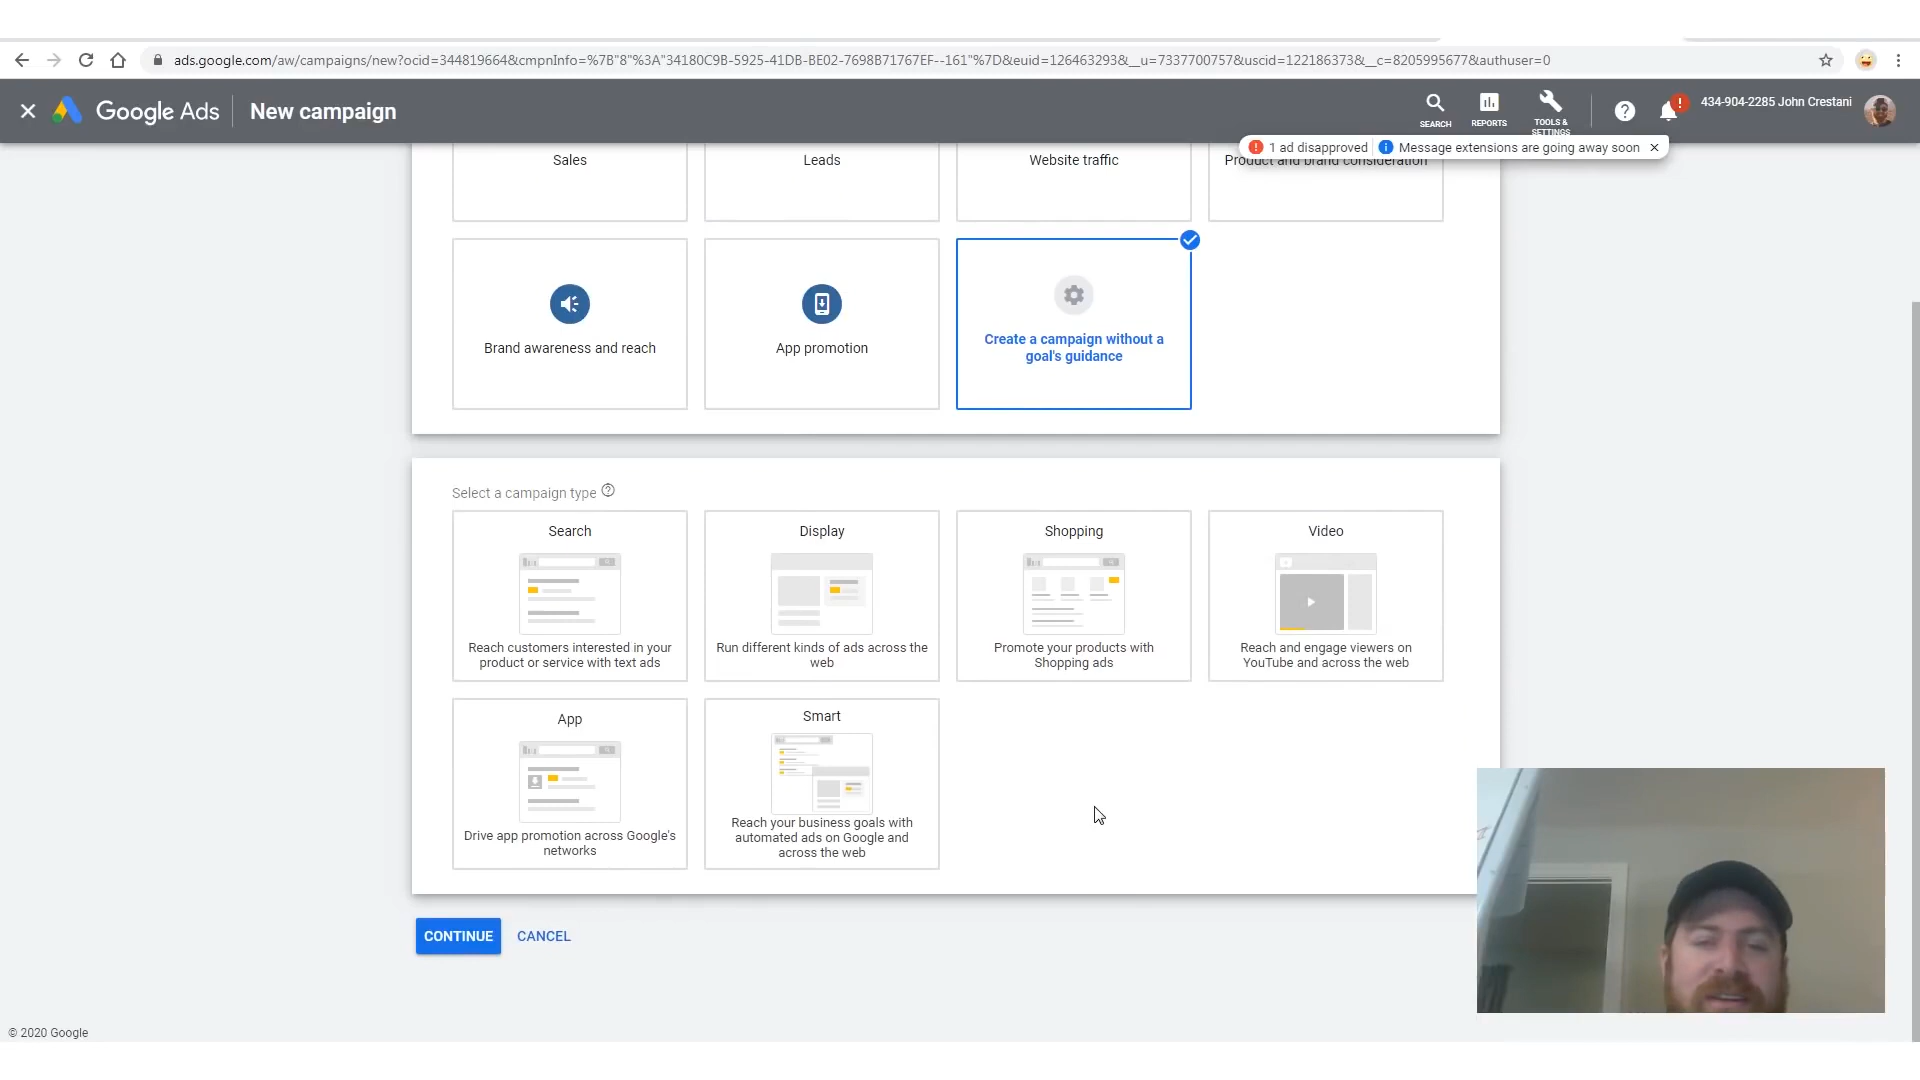 ads.google.com/aw/campaigns/new?ocid=344819664&cmpnInfo=%7B"8"%3A"34180C9B-5925-41DB-BE02-7698B71767EF--161"%7D&euid=126463293&__u=7337700757&uscid=122186373&__c=8205995677&authuser=0
Google Ads
New campaign
SEARCH
REPORTS
TOOLS &
SETTINGS
434-904-2285 John Crestani
1 ad disapproved
Message extensions are going away soon
Sales
Leads
Website traffic
Product and brand consideration
Brand awareness and reach
App promotion
Create a campaign without a
goal's guidance
Select a campaign type
Search
Reach customers interested in your
product or service with text ads
Display
Run different kinds of ads across the
web
Shopping
Promote your products with
Shopping ads
Video
Reach and engage viewers on
YouTube and across the web
App
Drive app promotion across Google's
networks
Smart
Reach your business goals with
automated ads on Google and
across the web
CONTINUE
CANCEL
© 2020 Google